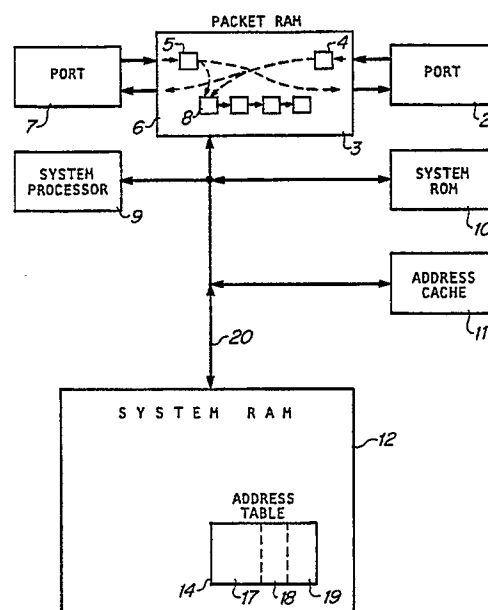 PACKET RAM
5
4
PORT
PORT
7
6
8
3
2
SYSTEM
PROCESSOR
9
SYSTEM
ROM
10
ADDRESS
CACHE
11
20
SYSTEM RAM
12
ADDRESS
TABLE
14
17
18
19